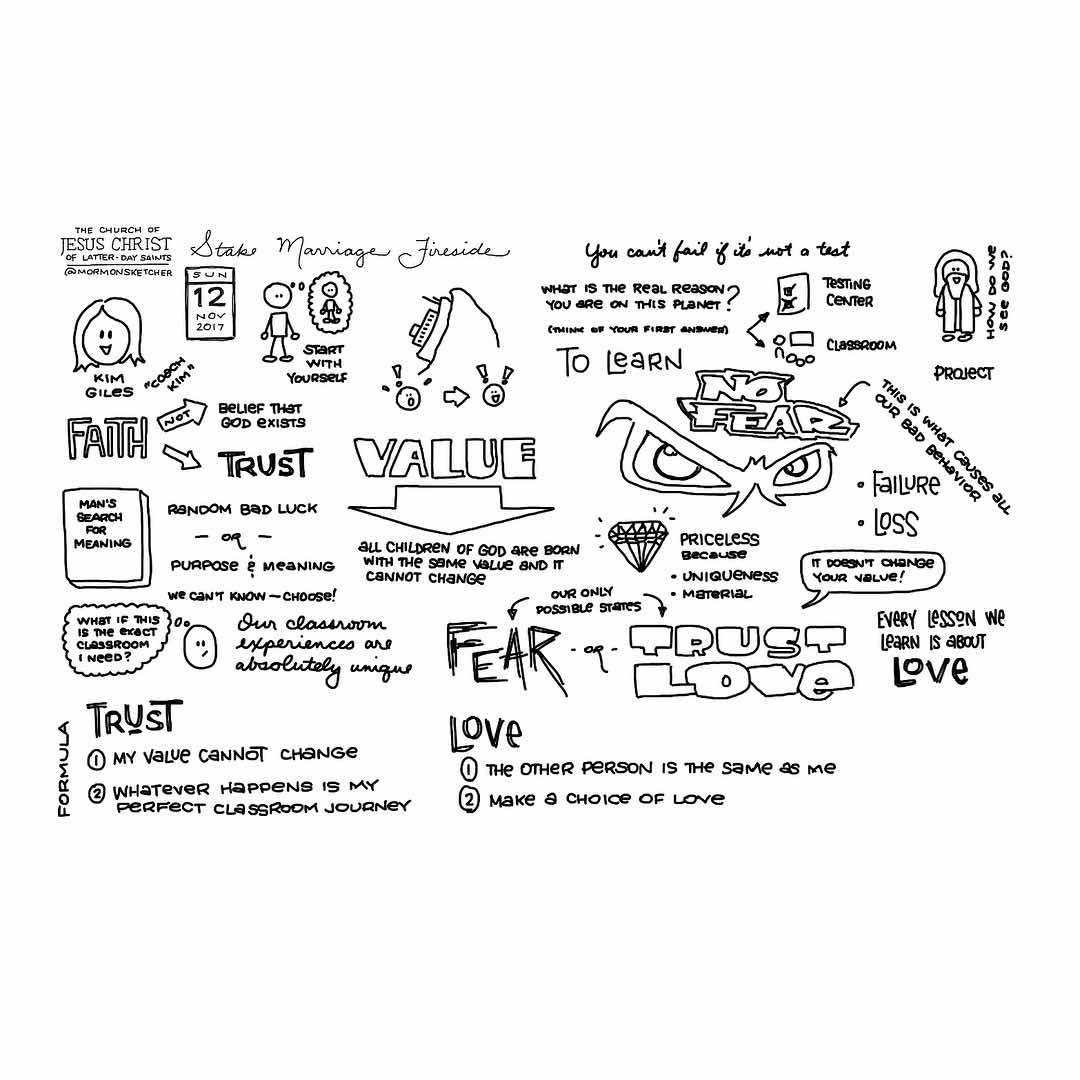 THE CHURCH OF
JESUS CHRIST
OF LATTER-DAY SAINTS
@MORMONSKETCHER
Stake Marriage Fireside
SUN
12
NOV
2017
KIM
GILES
"COACH
KIM"
START
WITH
YOURSELF
FAITH
NOT
BELIEF THAT
GOD EXISTS
TRUST
MAN'S
SEARCH
FOR
MEANING
RANDOM BAD LUCK
- OR -
PURPOSE & MEANING
WE CAN'T KNOW - CHOOSE!
WHAT IF THIS
IS THE EXACT
CLASSROOM
I NEED?
Our classroom
experiences are
absolutely unique
VALUE
ALL CHILDREN OF GOD ARE BORN
WITH THE SAME VALUE AND IT
CANNOT CHANGE
You can't fail if it's not a test
WHAT IS THE REAL REASON
YOU ARE ON THIS PLANET?
(THINK OF YOUR FIRST ANSWER)
TO LEARN
TESTING
CENTER
CLASSROOM
HOW DO WE
SEE GOD?
PROJECT
NO
FEAR
THIS IS WHAT CAUSES ALL
OUR BAD BEHAVIOR
• FAILURE
• LOSS
PRICELESS
BECAUSE
• UNIQUENESS
• MATERIAL
IT DOESN'T CHANGE
YOUR VALUE!
OUR ONLY
POSSIBLE STATES
FEAR
- OR -
TRUST
LOVE
EVERY LESSON WE
LEARN IS ABOUT
LOVE
FORMULA
TRUST
1 MY VALUE CANNOT CHANGE
2 WHATEVER HAPPENS IS MY
PERFECT CLASSROOM JOURNEY
LOVE
1 THE OTHER PERSON IS THE SAME AS ME
2 MAKE A CHOICE OF LOVE